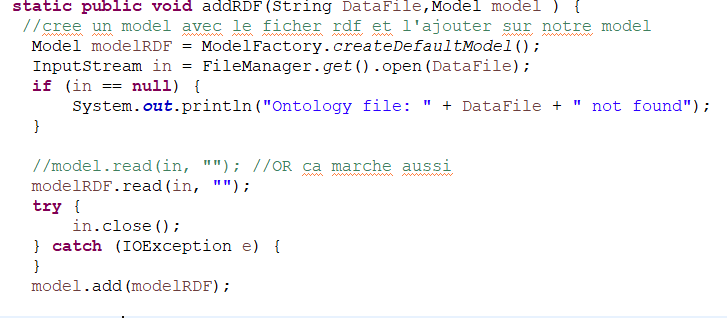 static public void addRDF(String DataFile,Model model ) {
//cree un model avec le ficher rdf et l'ajouter sur notre model
Model modelRDF = ModelFactory.createDefaultModel();
InputStream in = FileManager.get().open(DataFile);
if (in == null) {
System.out.println("Ontology file: " + DataFile + " not found");
}
//model.read(in, ""); //OR ca marche aussi
modelRDF.read(in, "");
try {
in.close();
} catch (IOException e) {
}
model.add(modelRDF);